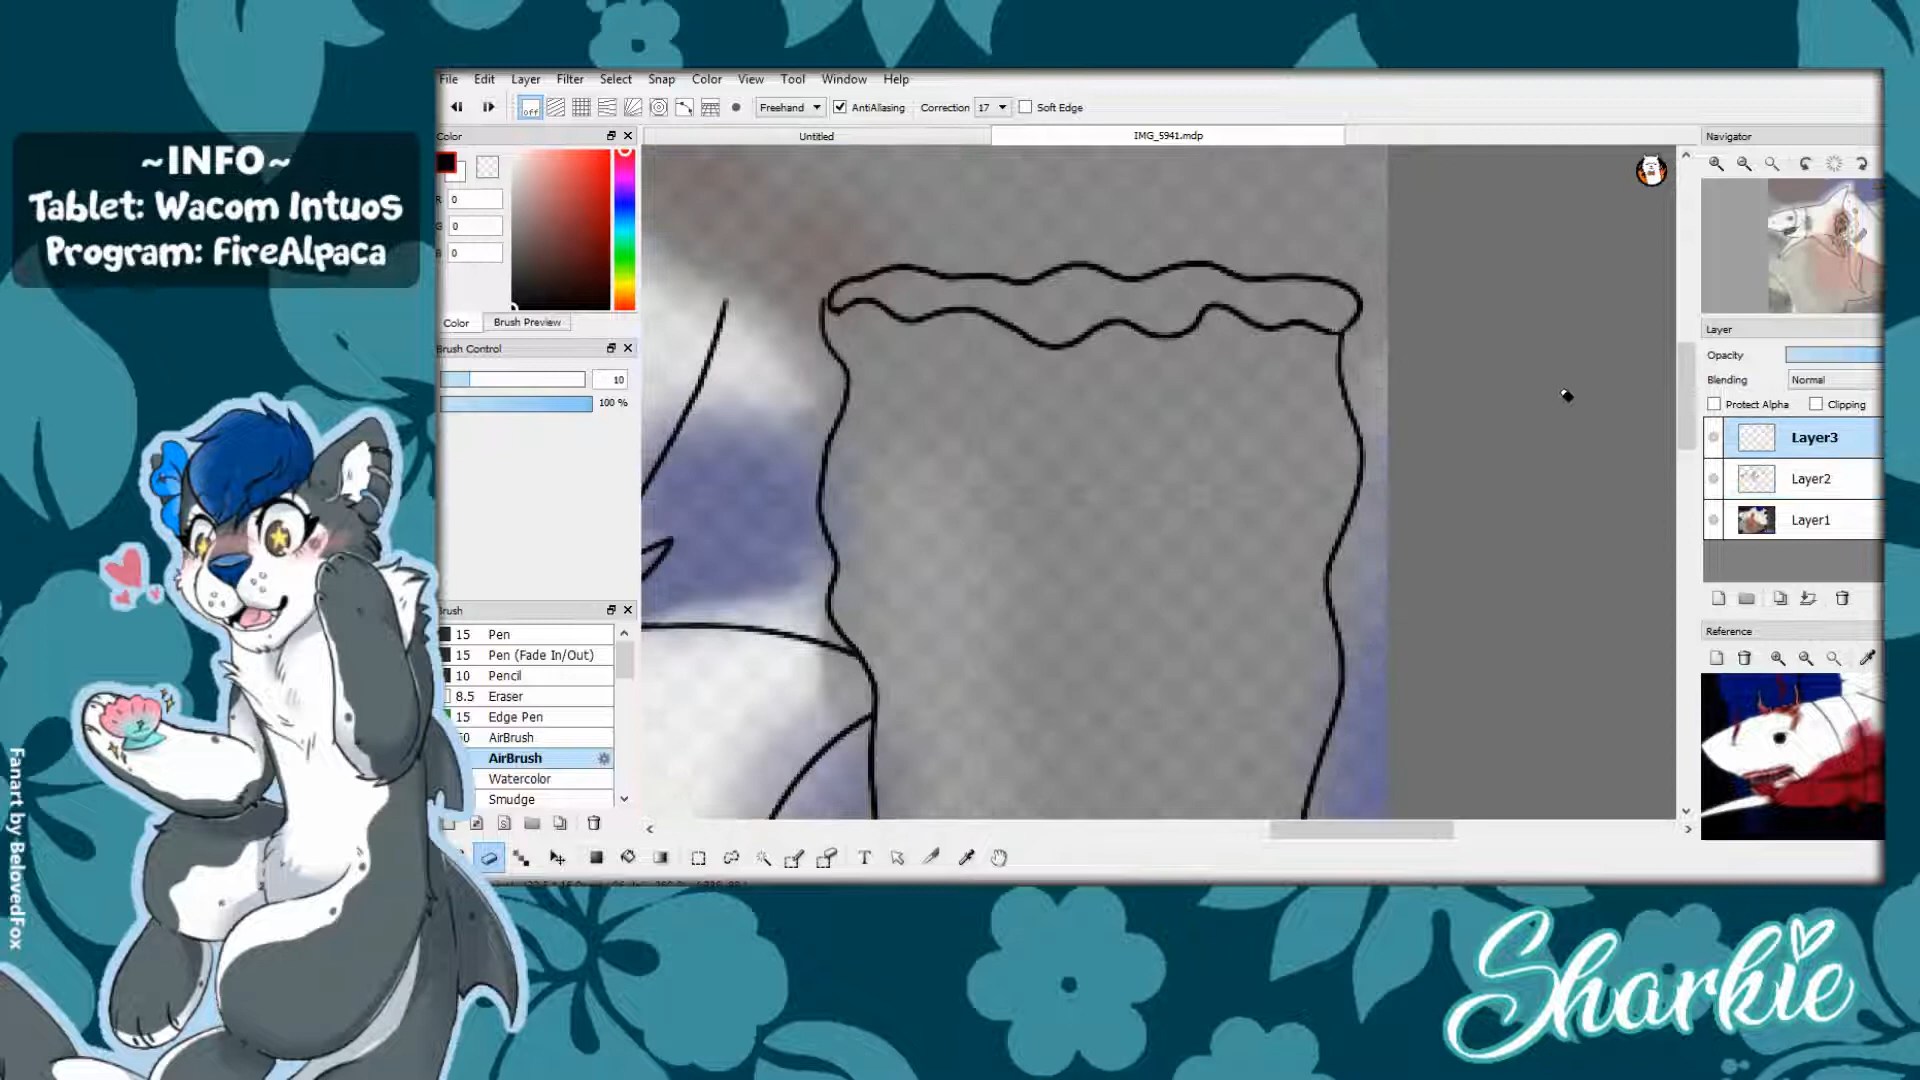 ~INFO~
Tablet: Wacom Intuos
Program: FireAlpaca
Fanart by BelovedFox
Sharkie
File Edit Layer Filter Select Snap Color View Tool Window Help
off Freehand AntiAliasing Correction 17 Soft Edge
Color
Untitled
IMG_5941.mdp
Navigator
R 0
G 0
B 0
Color Brush Preview
Brush Control
10
100 %
Brush
15 Pen
15 Pen (Fade In/Out)
10 Pencil
8.5 Eraser
15 Edge Pen
AirBrush
AirBrush
Watercolor
Smudge
T
Layer
Opacity
Blending Normal
Protect Alpha Clipping
Layer3
Layer2
Layer1
Reference